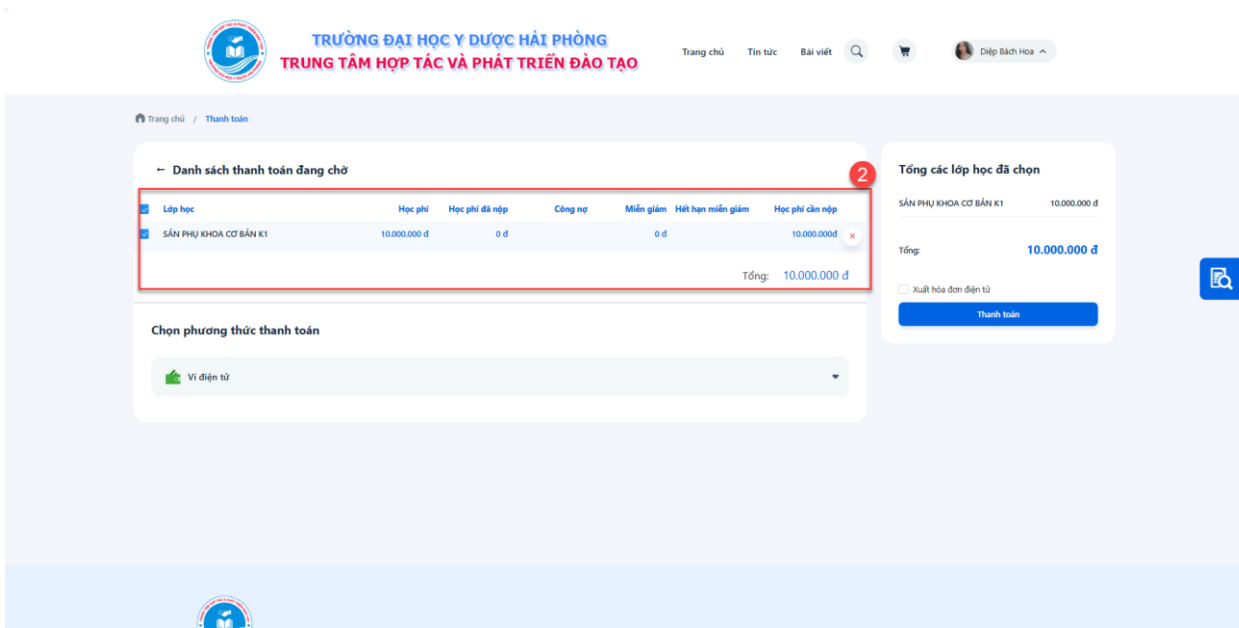 TRƯỜNG ĐẠI HỌC Y DƯỢC HẢI PHÒNG
TRUNG TÂM HỢP TÁC VÀ PHÁT TRIỂN ĐÀO TẠO
Trang chủ Tin tức Bài viết Diệp Bách Hoa
Trang chủ / Thanh toán
← Danh sách thanh toán đang chờ
2
Lớp học Học phí Học phí đã nộp Công nợ Miễn giảm Hết hạn miễn giảm Học phí cần nộp
SẢN PHỤ KHOA CƠ BẢN K1 10.000.000 đ 0 đ 0 đ 10.000.000đ
Tổng: 10.000.000 đ
Chọn phương thức thanh toán
Ví điện tử
Tổng các lớp học đã chọn
SẢN PHỤ KHOA CƠ BẢN K1 10.000.000 đ
Tổng: 10.000.000 đ
Xuất hóa đơn điện tử
Thanh toán